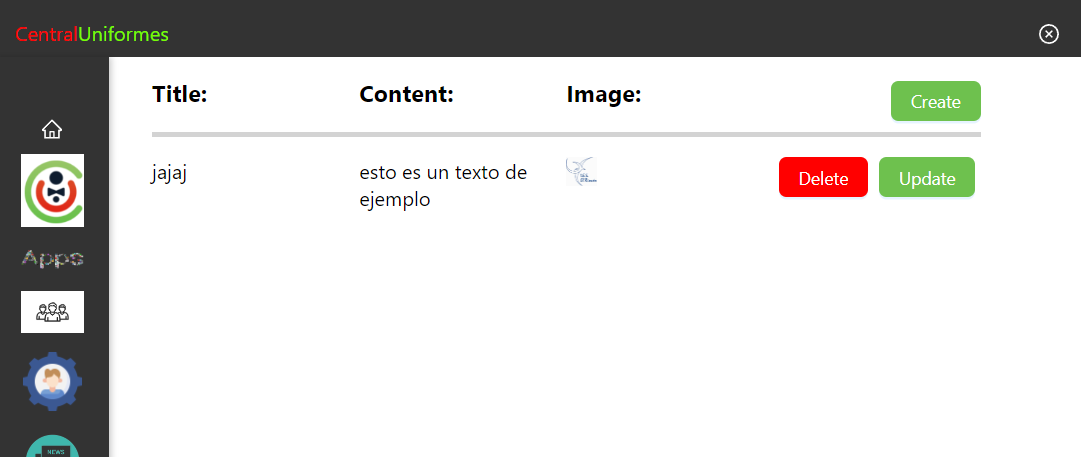 CentralUniformes
Title: Content: Image: Create
jajaj esto es un texto de Delete Update
ejemplo
Apps
NEWS